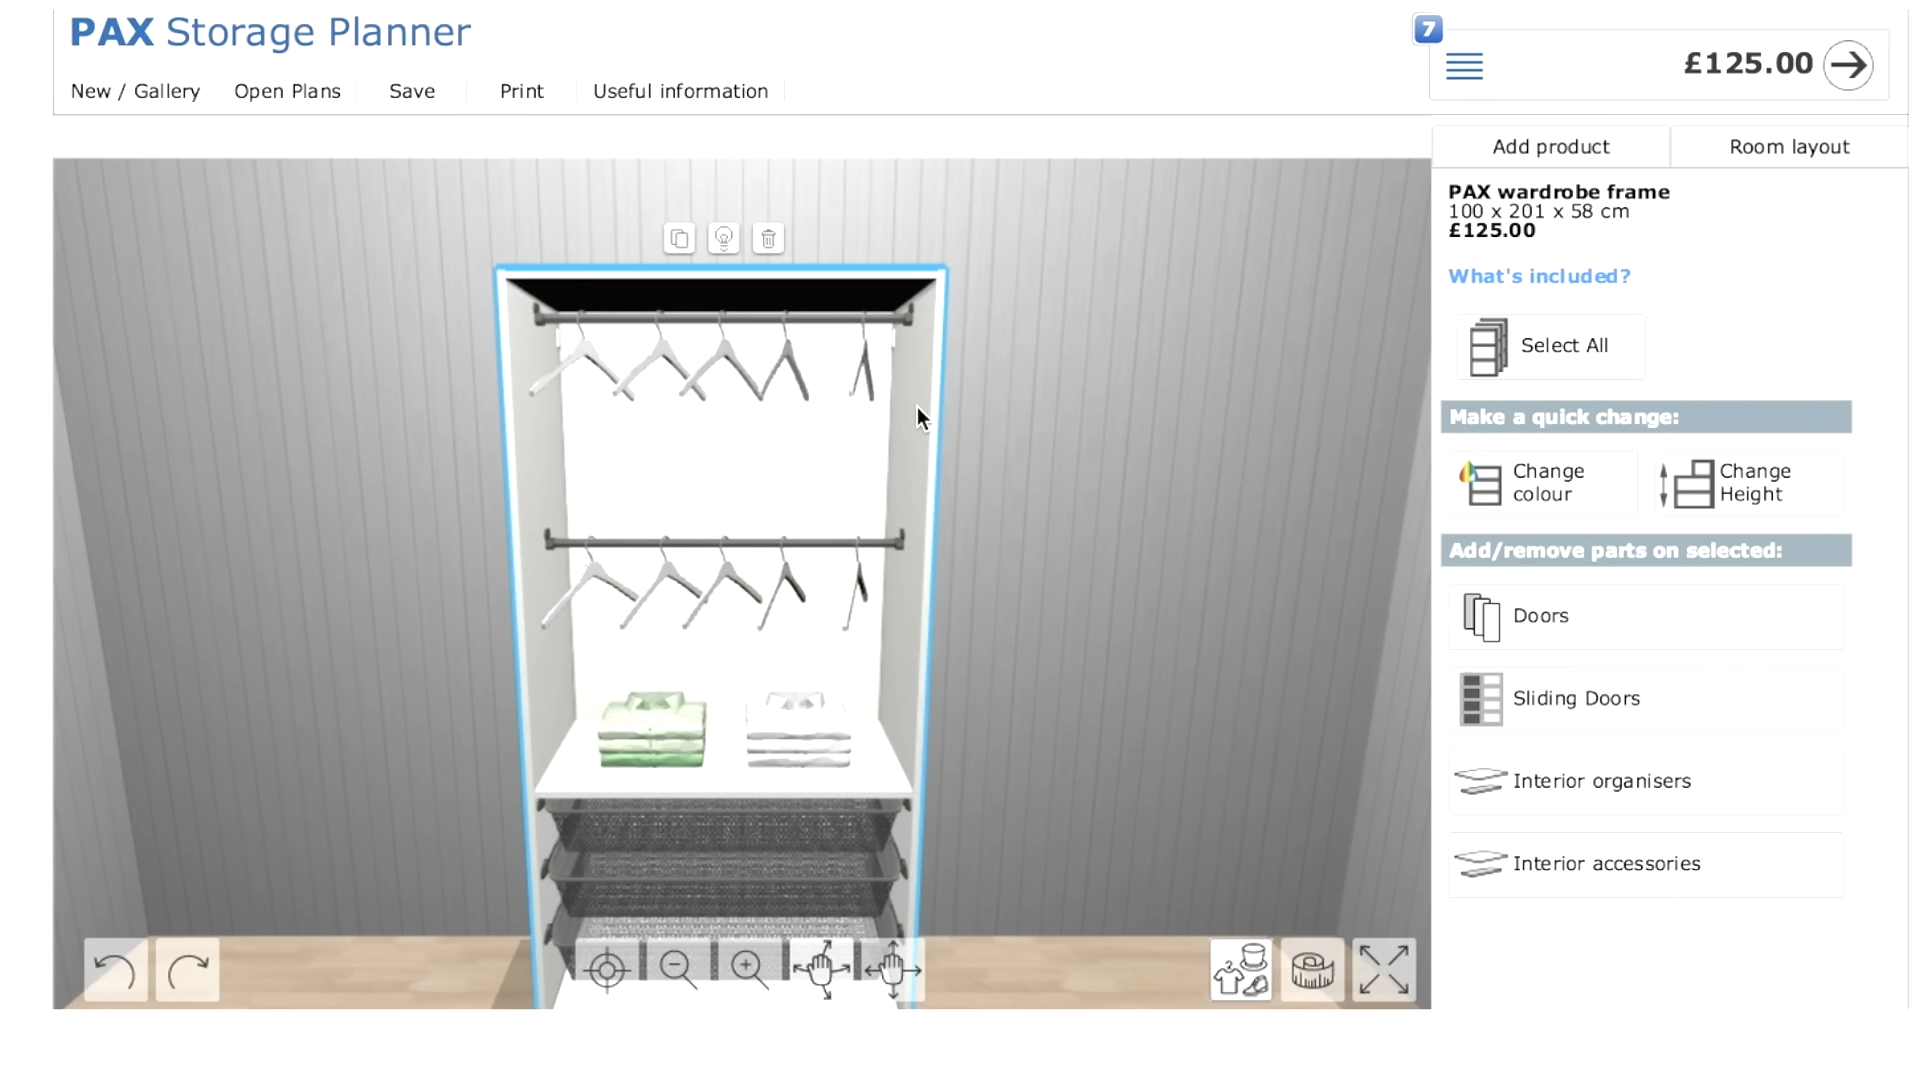 PAX Storage Planner
7
£125.00
New / Gallery
Open Plans
Save
Print
Useful information
Add product
Room layout
PAX wardrobe frame
100 x 201 x 58 cm
£125.00
What's included?
Select All
Make a quick change:
Change
colour
Change
Height
Add/remove parts on selected:
Doors
Sliding Doors
Interior organisers
Interior accessories